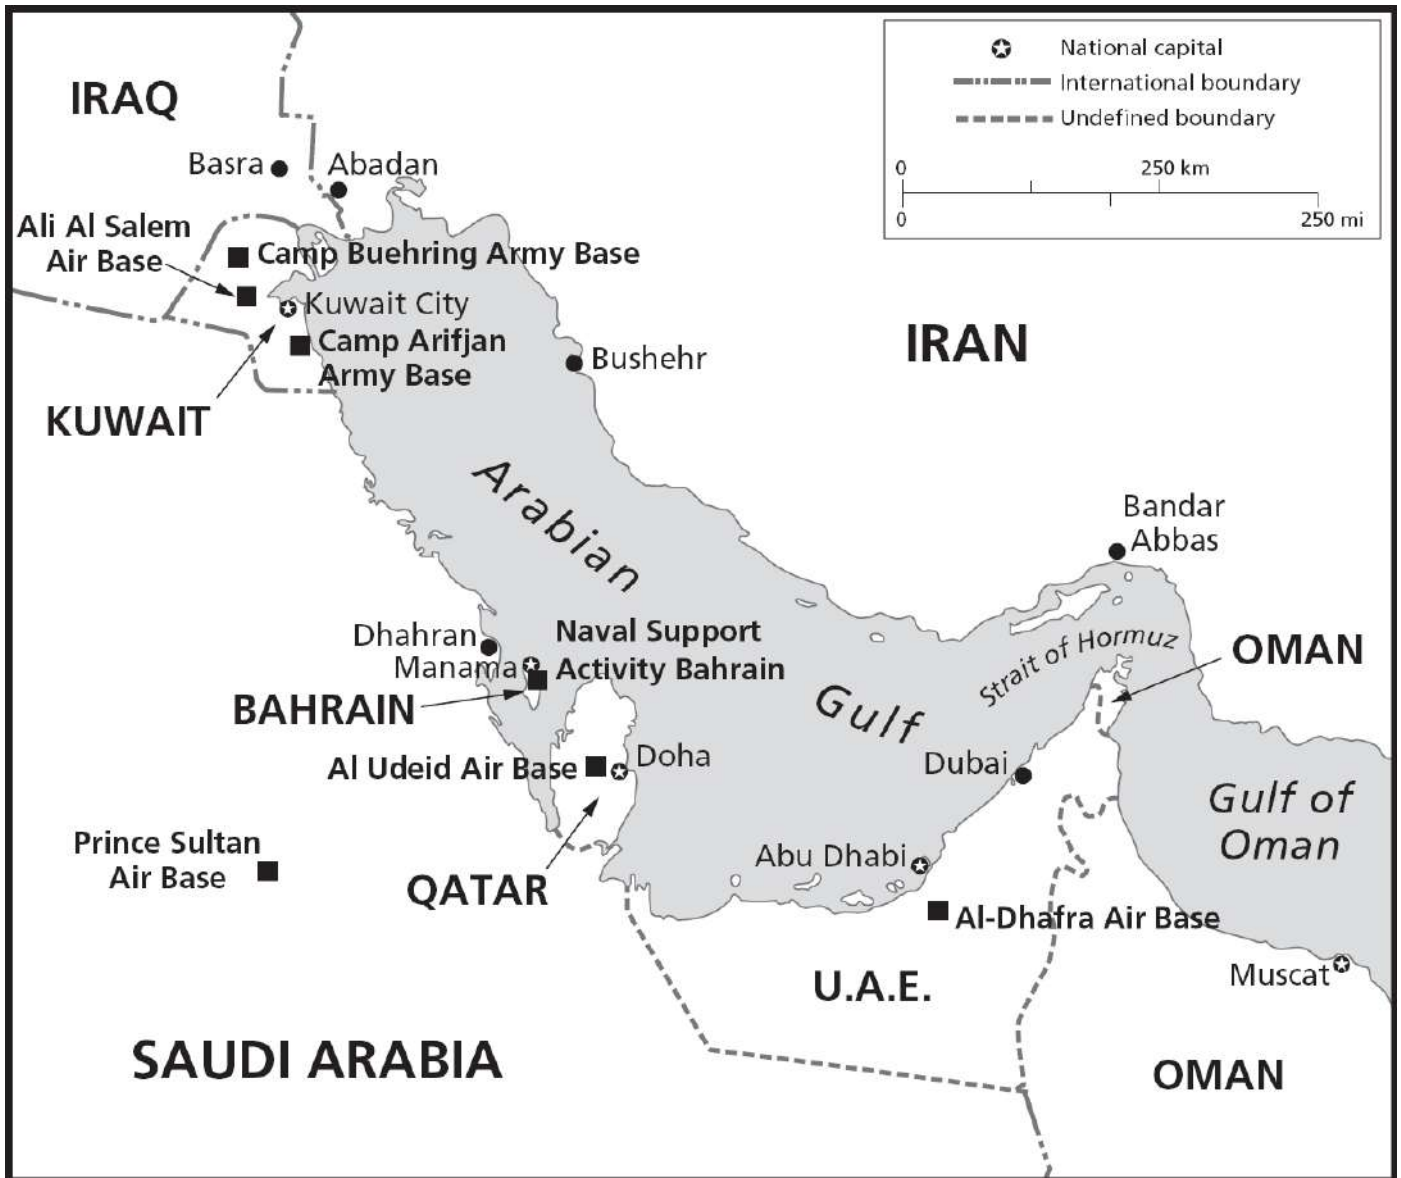 National capital
International boundary
Undefined boundary
0
250 km
0
250 mi
IRAQ
Basra
Abadan
Ali Al Salem
Air Base
Camp Buehring Army Base
Kuwait City
Camp Arifjan
Army Base
KUWAIT
IRAN
Bushehr
Arabian
Gulf
Bandar
Abbas
Strait of Hormuz
OMAN
Dhahran
Manama
Naval Support
Activity Bahrain
BAHRAIN
Al Udeid Air Base
Doha
QATAR
Dubai
Gulf of
Oman
Prince Sultan
Air Base
Abu Dhabi
Al-Dhafra Air Base
U.A.E.
Muscat
SAUDI ARABIA
OMAN